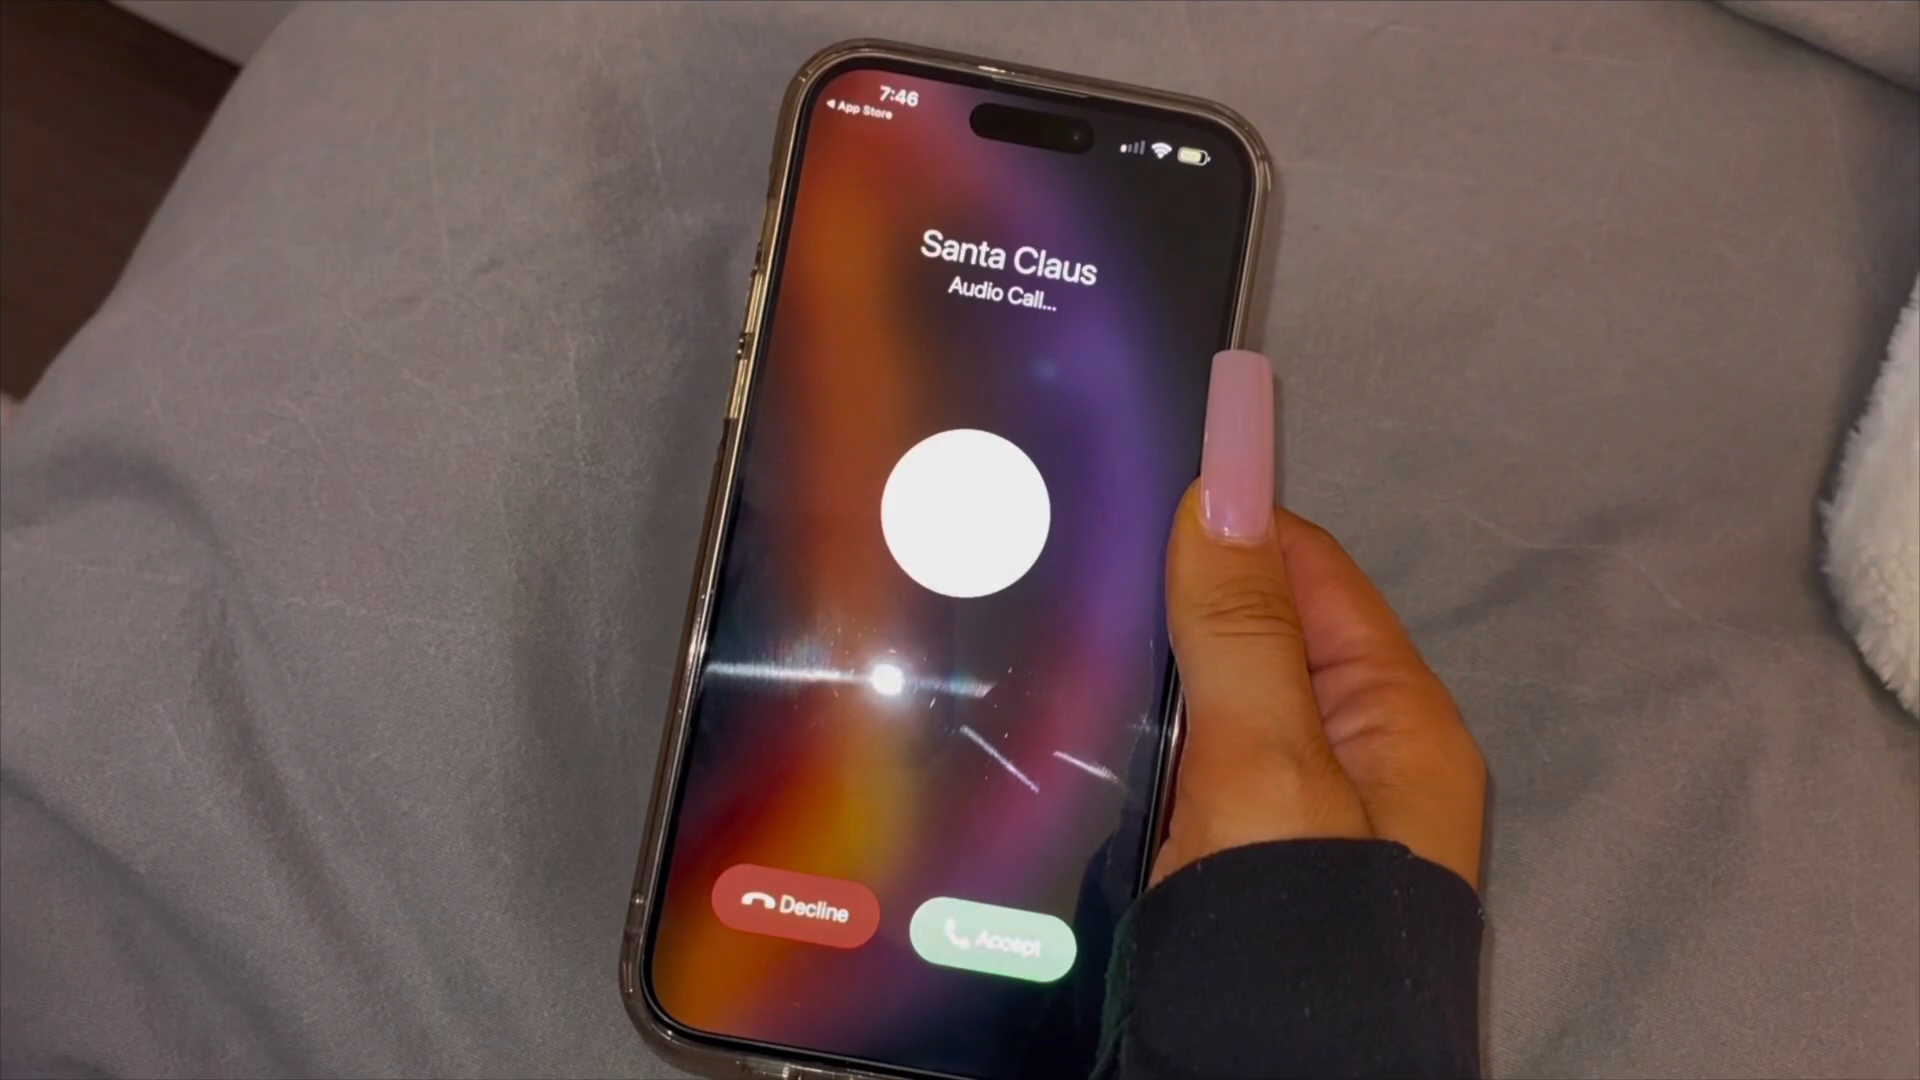 7:46
◀ App Store
Santa Claus
Audio Call...
Decline
Accept